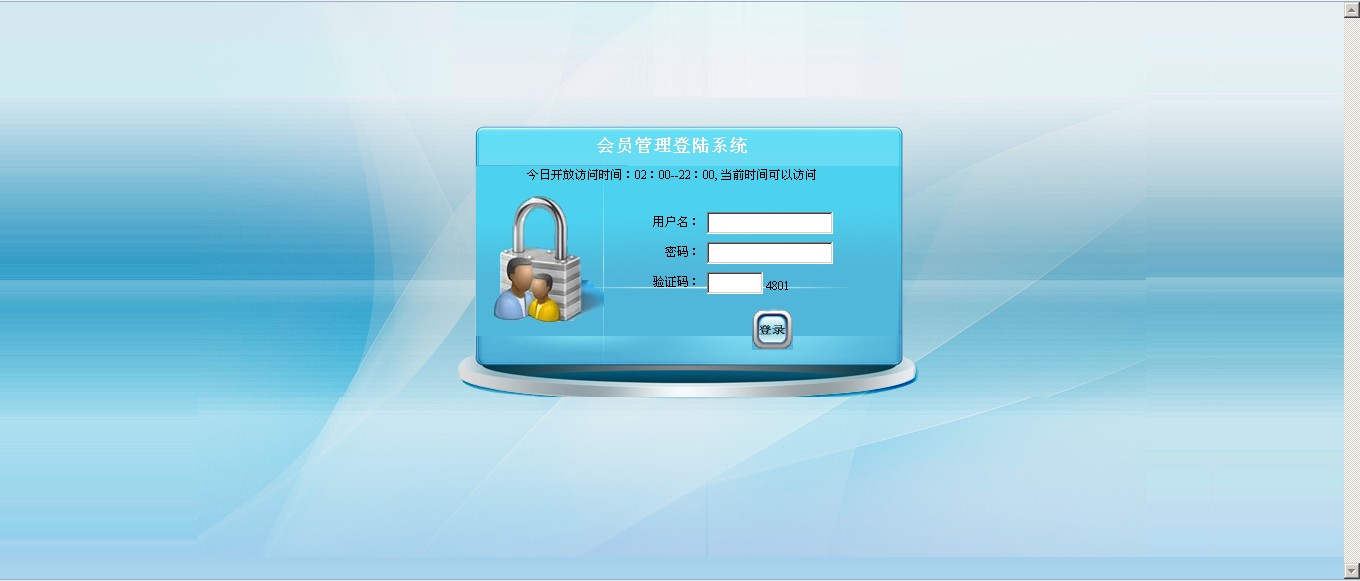 会员管理登陆系统
今日开放访问时间：02：00--22：00, 当前时间可以访问
用户名：
密码：
验证码： 4801
登录